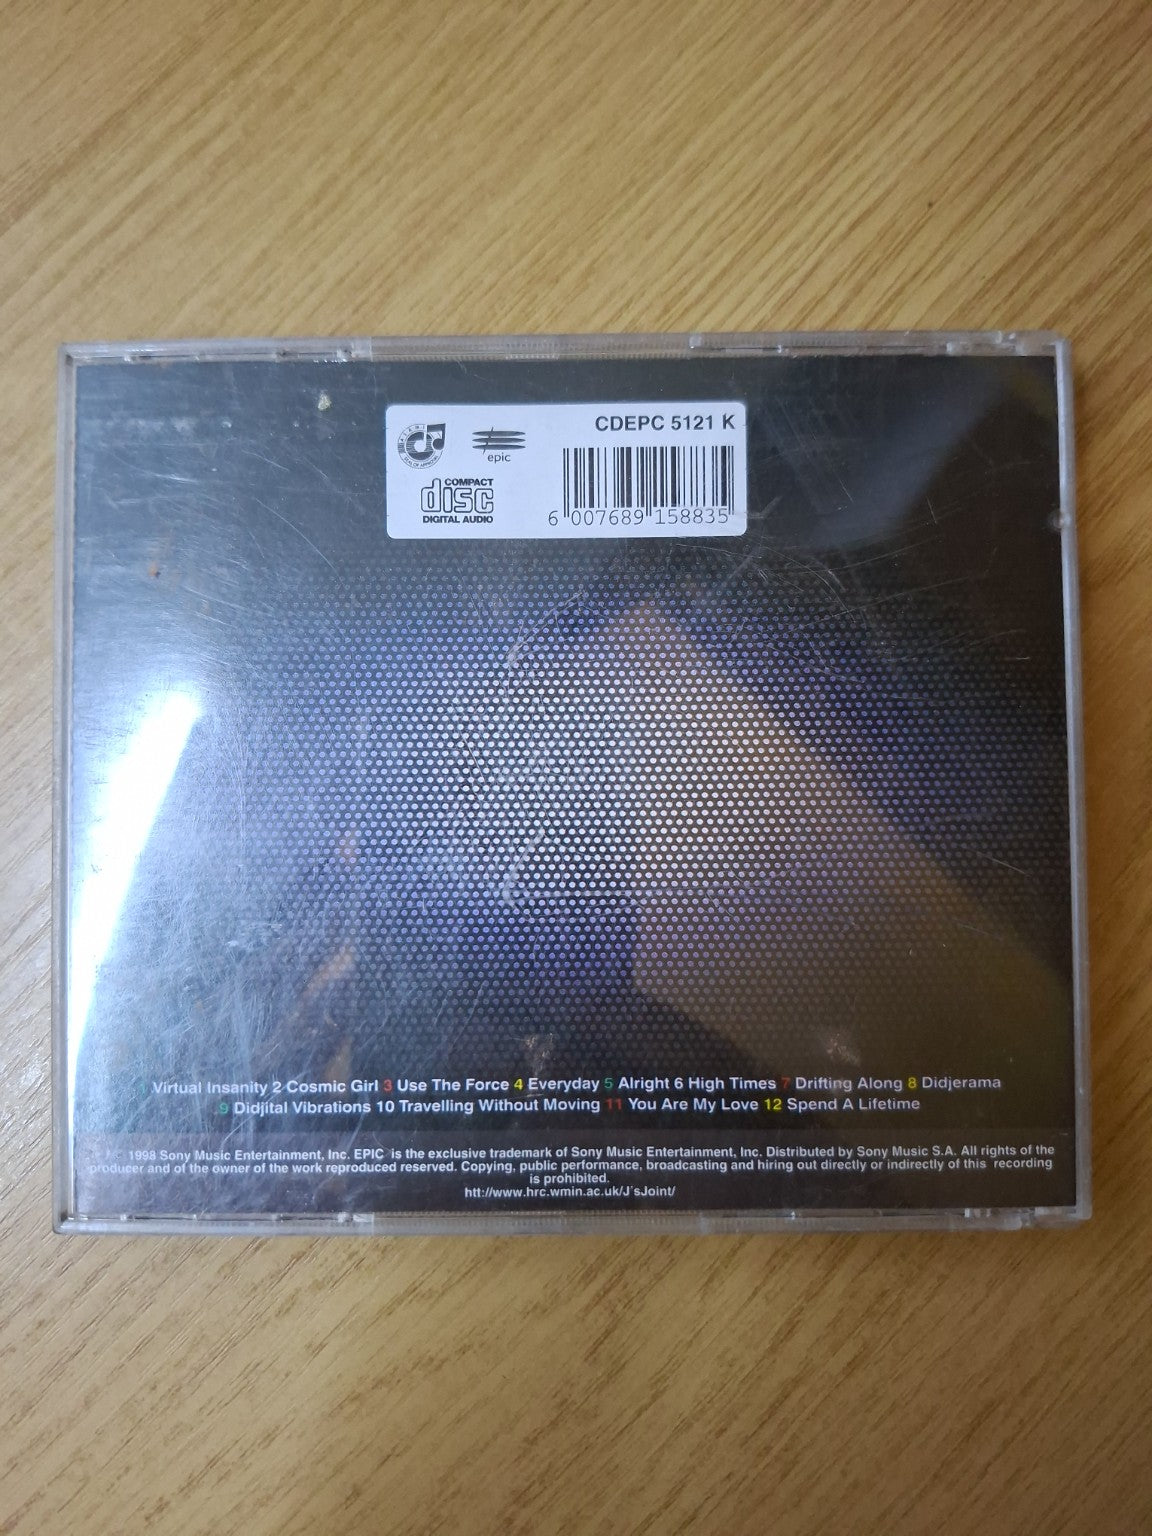 CDEPC 5121 K
epic
COMPACT
disc
DIGITAL AUDIO
6 007689 158835
Virtual Insanity 2 Cosmic Girl 3 Use The Force 4 Everyday 5 Alright 6 High Times 7 Drifting Along 8 Didjerama
9 Didjital Vibrations 10 Travelling Without Moving 11 You Are My Love 12 Spend A Lifetime
1998 Sony Music Entertainment, Inc. EPIC is the exclusive trademark of Sony Music Entertainment, Inc. Distributed by Sony Music S.A. All rights of the
producer and of the owner of the work reproduced reserved. Copying, public performance, broadcasting and hiring out directly or indirectly of this recording
is prohibited.
htt://www.hrc.wmin.ac.uk/J'sJoint/